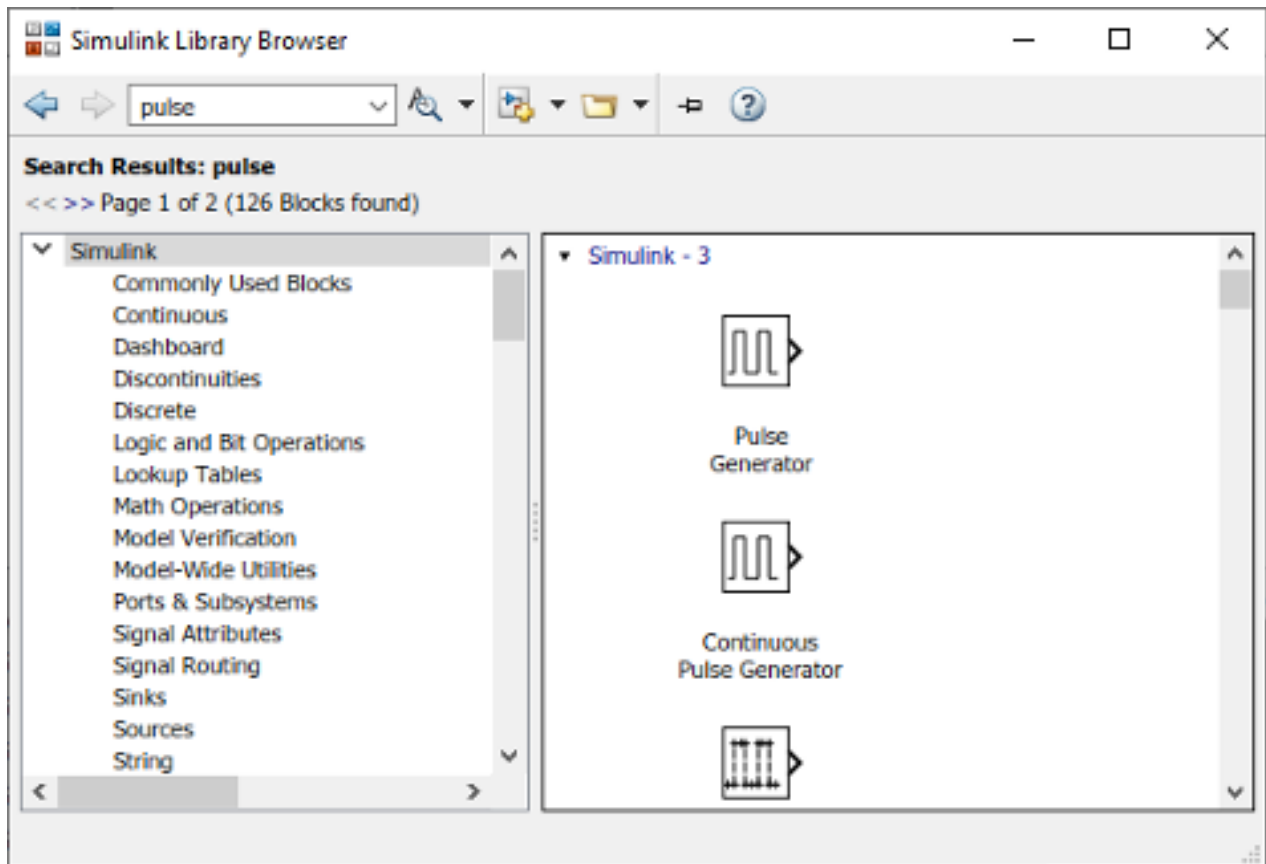 Simulink Library Browser
pulse
Search Results: pulse
<< >> Page 1 of 2 (126 Blocks found)
Simulink
Commonly Used Blocks
Continuous
Dashboard
Discontinuities
Discrete
Logic and Bit Operations
Lookup Tables
Math Operations
Model Verification
Model-Wide Utilities
Ports & Subsystems
Signal Attributes
Signal Routing
Sinks
Sources
String
Simulink - 3
Pulse
Generator
Continuous
Pulse Generator